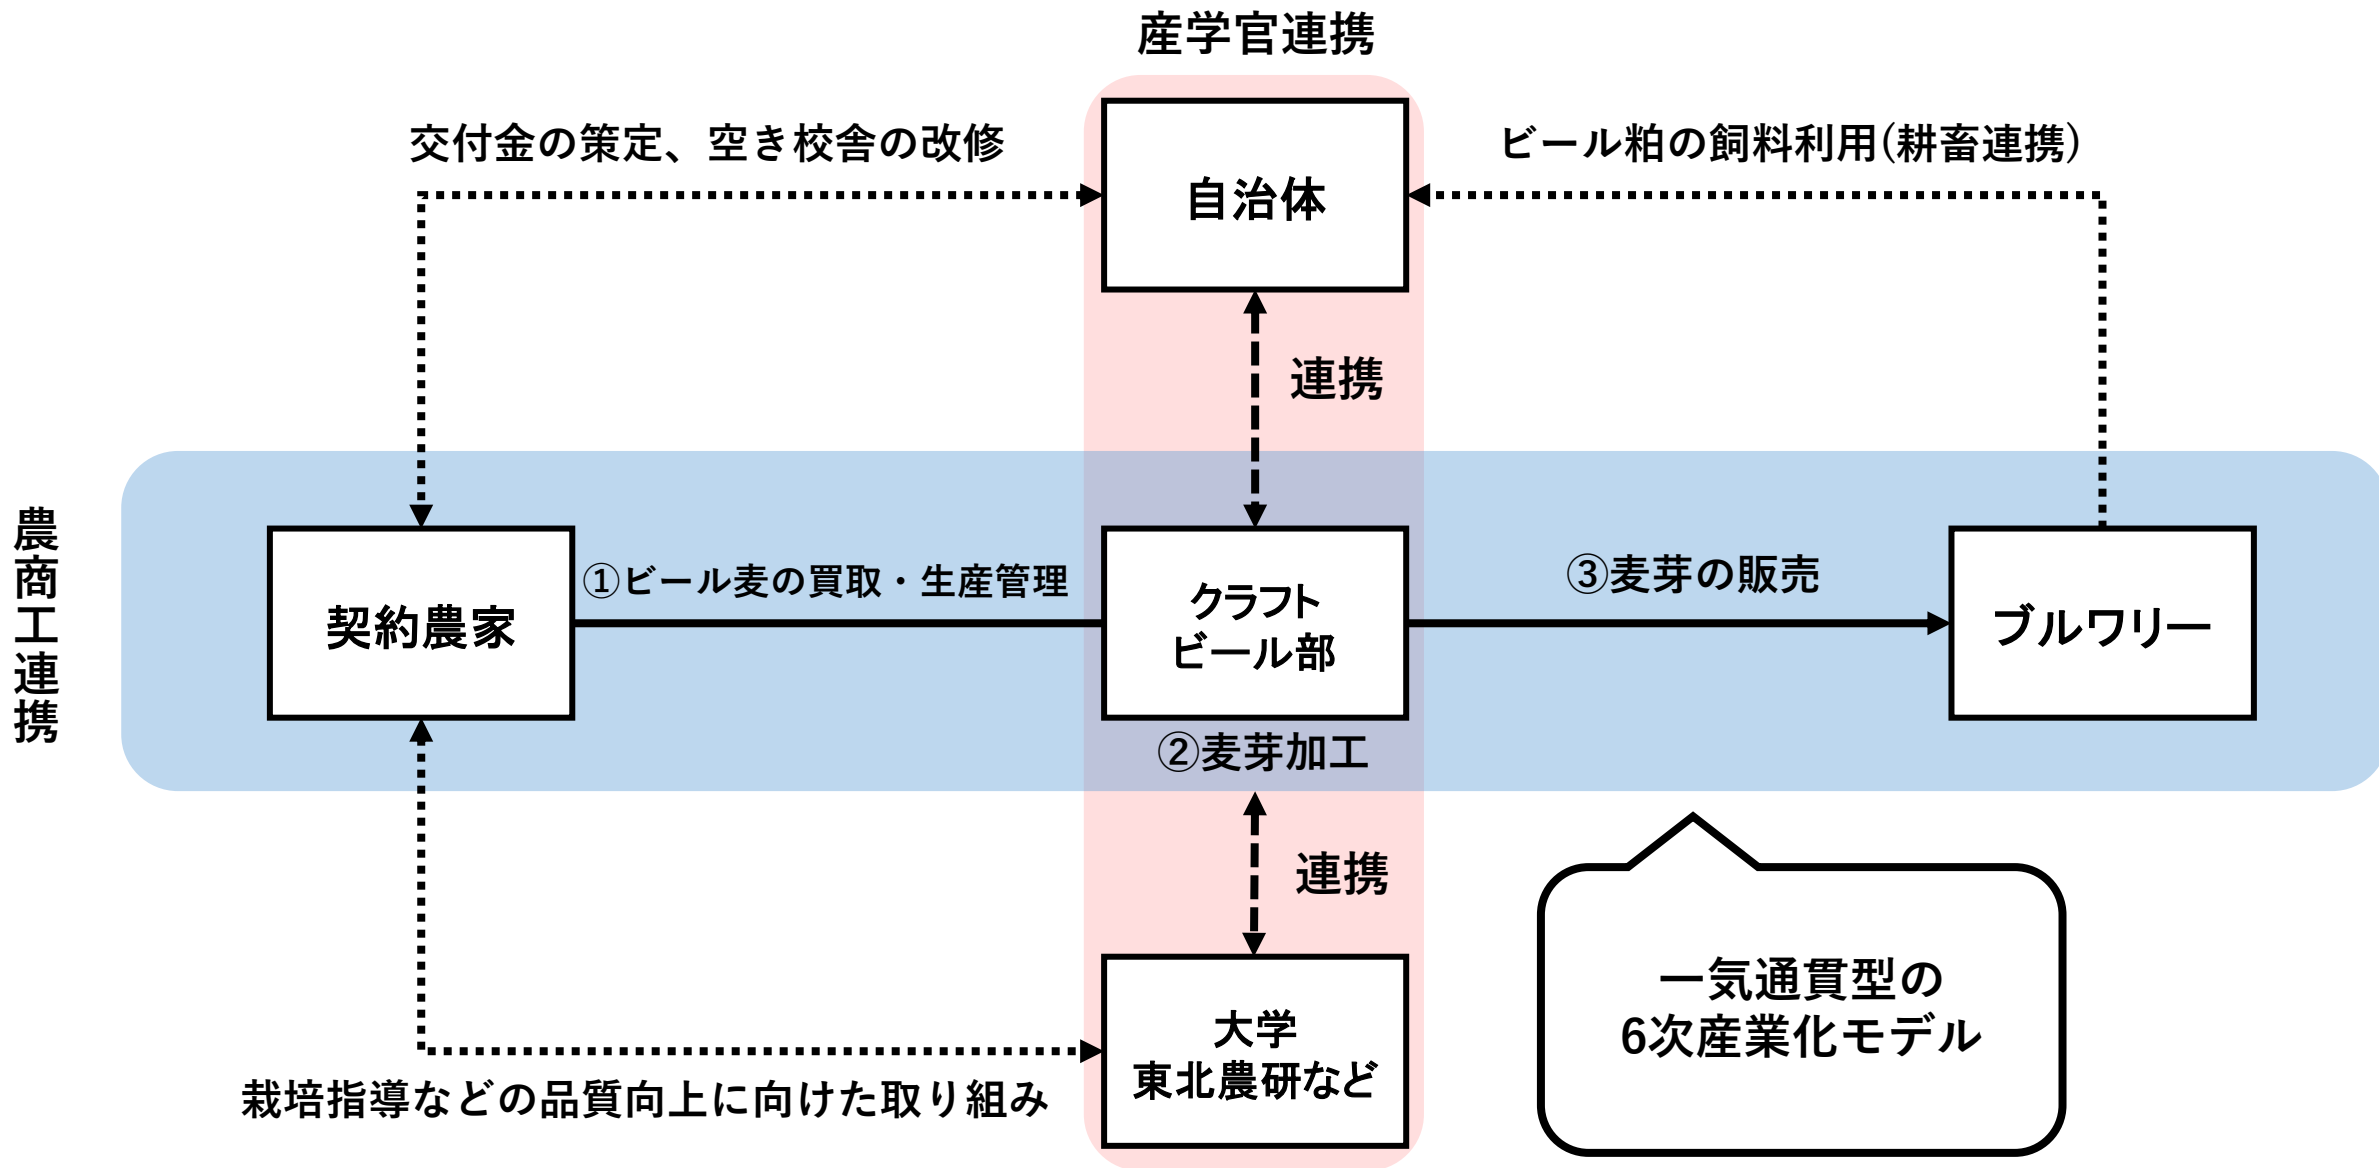 産学官連携
交付金の策定、空き校舎の改修
ビール粕の飼料利用(耕畜連携)
自治体
連携
農商工連携
契約農家
①ビール麦の買取・生産管理
クラフト
ビール部
③麦芽の販売
ブルワリー
②麦芽加工
連携
大学
東北農研など
栽培指導などの品質向上に向けた取り組み
一気通貫型の
6次産業化モデル